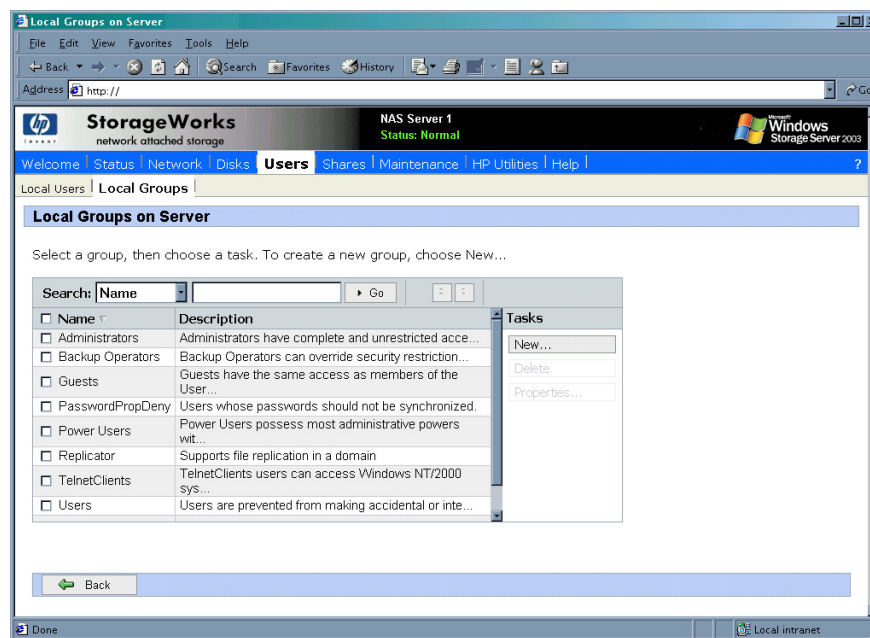 Local Groups on Server
File Edit View Favorites Tools Help
Back Search Favorites History
Address http:// Go
hp
invent
StorageWorks
network attached storage
NAS Server 1
Status: Normal
Microsoft
Windows
Storage Server 2003
Welcome Status Network Disks Users Shares Maintenance HP Utilities Help ?
Local Users Local Groups
Local Groups on Server
Select a group, then choose a task. To create a new group, choose New...
Search: Name Go
Name Description Tasks
Administrators Administrators have complete and unrestricted acce...
New...
Backup Operators Backup Operators can override security restriction...
Delete
Guests Guests have the same access as members of the
User...
Properties...
PasswordPropDeny Users whose passwords should not be synchronized.
Power Users Power Users possess most administrative powers
wit...
Replicator Supports file replication in a domain
TelnetClients TelnetClients users can access Windows NT/2000
sys...
Users Users are prevented from making accidental or inte...
Back
Done Local intranet